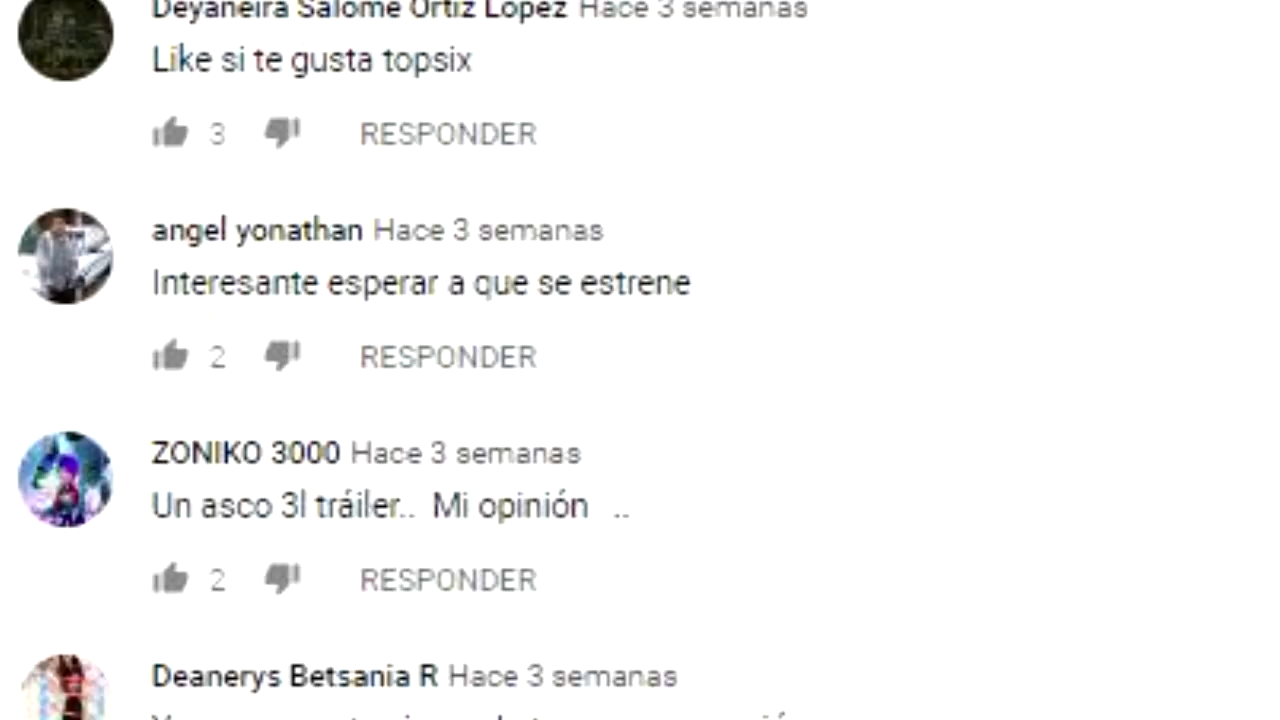 Deyaneira Salome Ortiz Lopez Hace 3 semanas
Like si te gusta topsix
3 RESPONDER
angel yonathan Hace 3 semanas
Interesante esperar a que se estrene
2 RESPONDER
ZONIKO 3000 Hace 3 semanas
Un asco 3l tráiler.. Mi opinión ..
2 RESPONDER
Deanerys Betsania R Hace 3 semanas